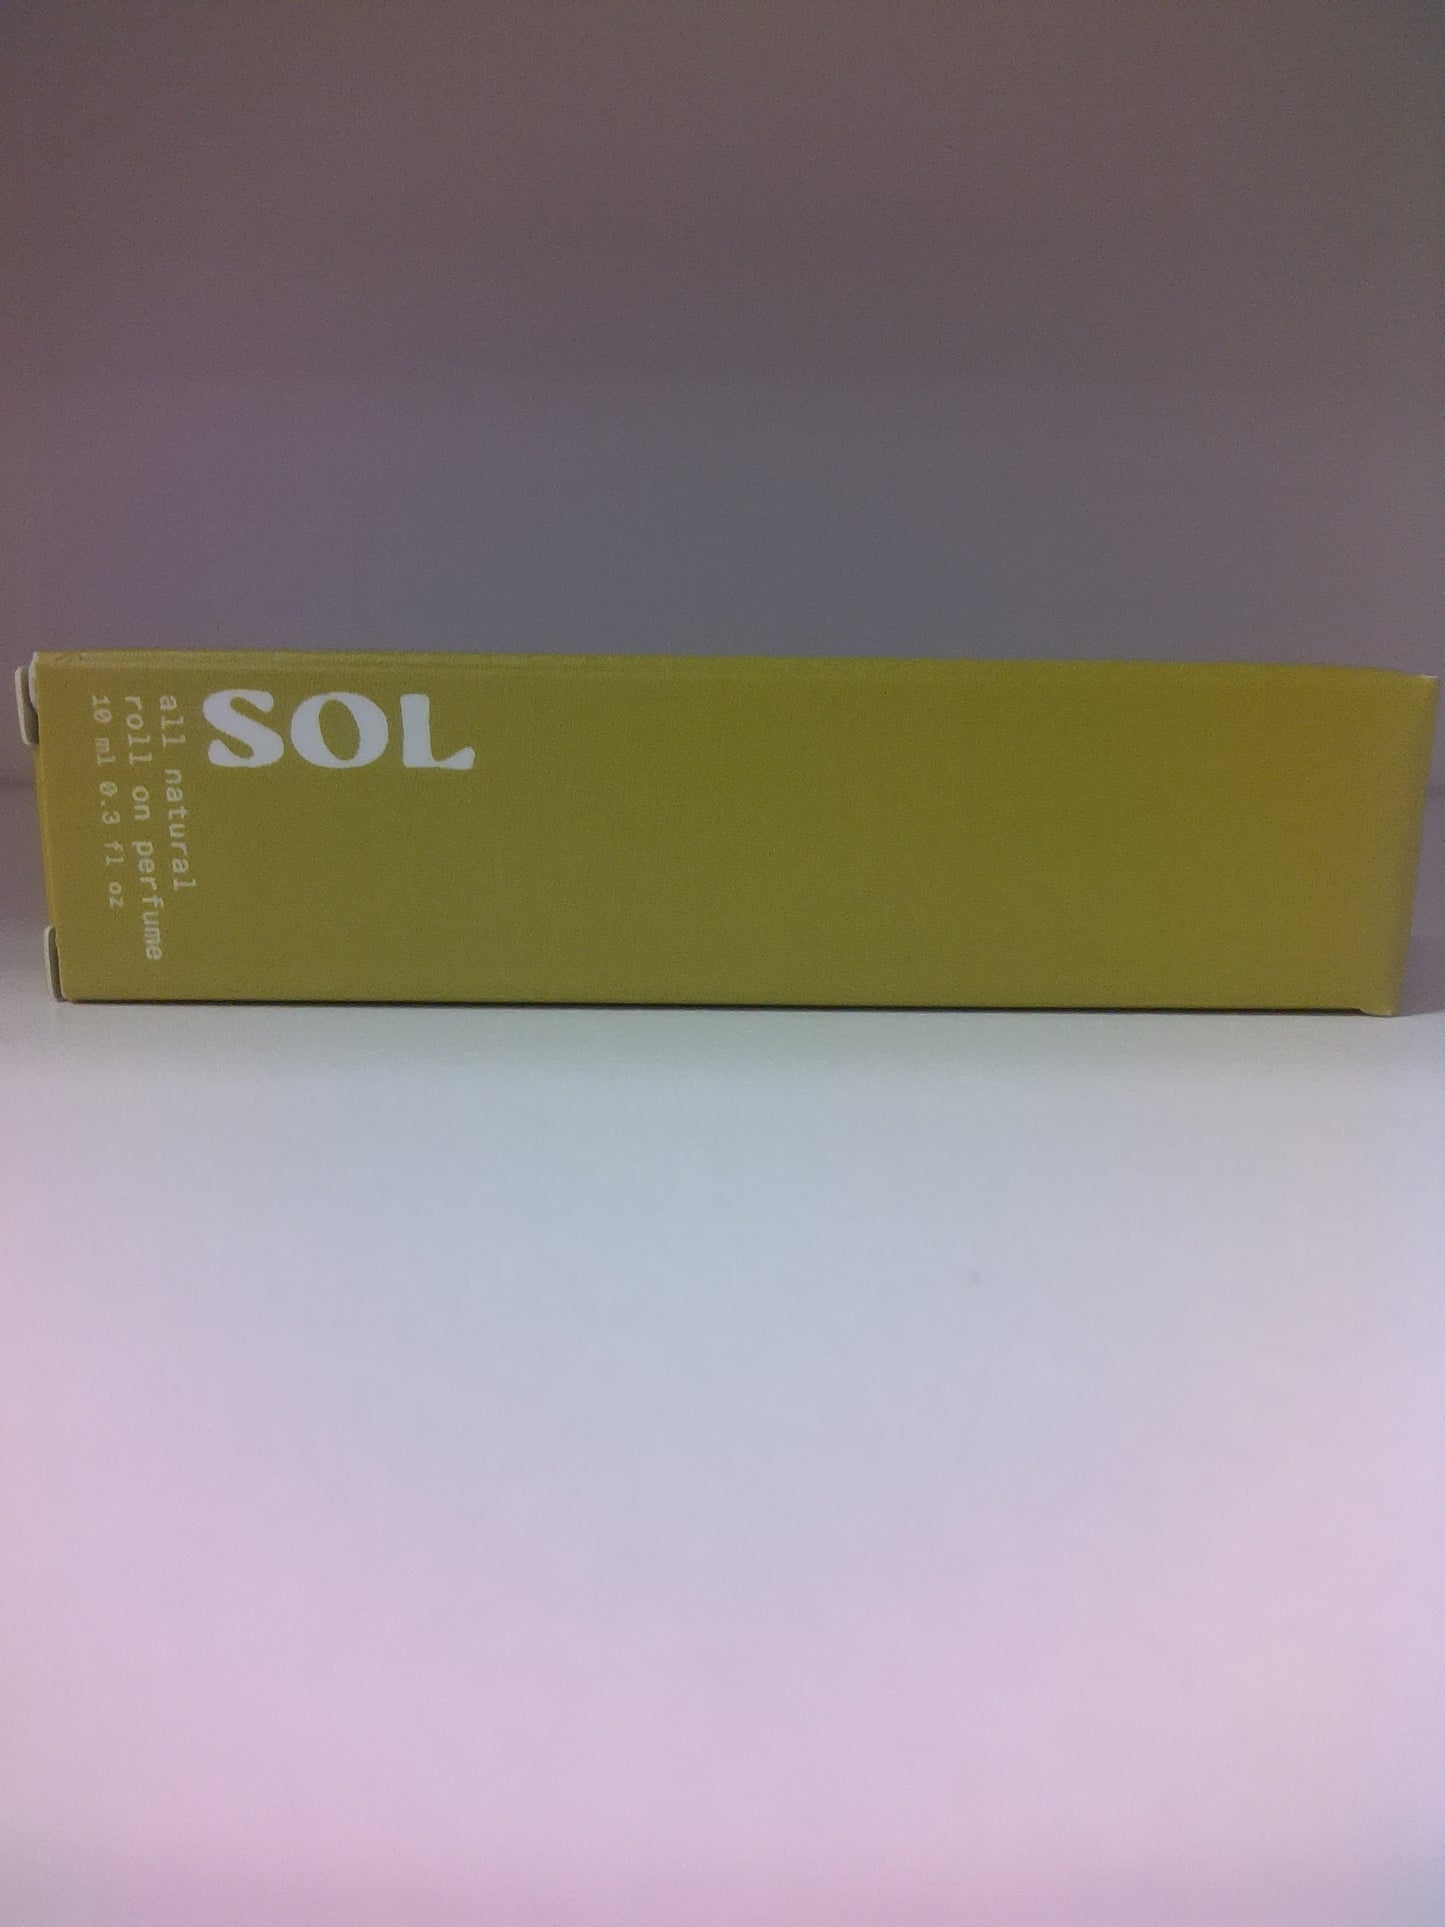 SOL
all natural
roll on perfume
10 ml 0.3 fl oz